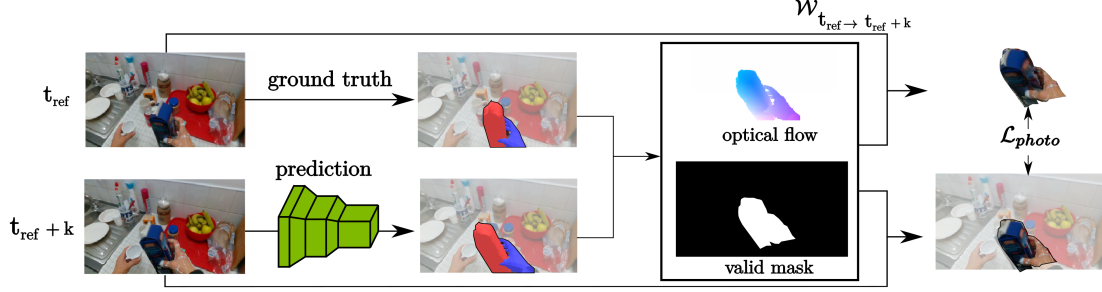 𝒲 t_ref → t_ref + k
t_ref
ground truth
optical flow
ℒ_photo
prediction
t_ref + k
valid mask